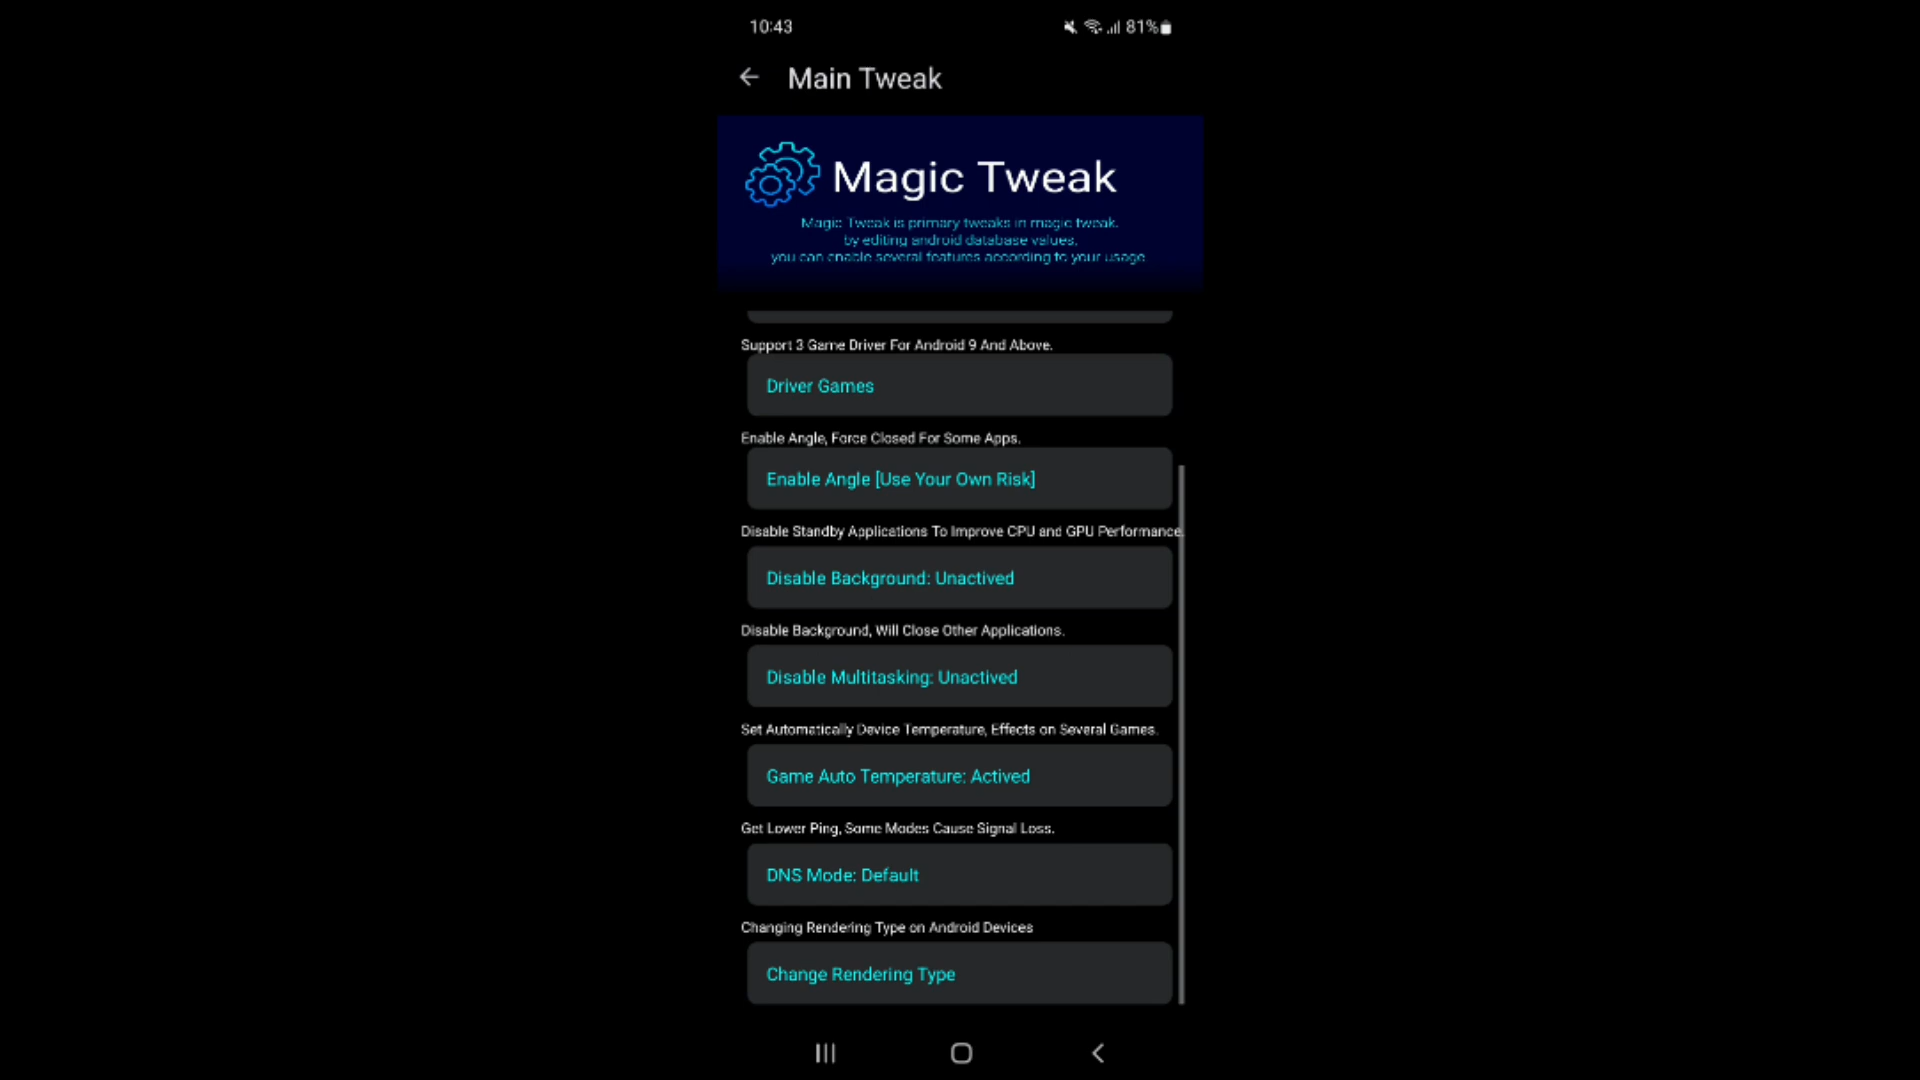 10:43
81%
Main Tweak
Magic Tweak
Magic Tweak is primary tweaks in magic tweak.
by editing android database values,
you can enable several features according to your usage
Support 3 Game Driver For Android 9 And Above.
Driver Games
Enable Angle, Force Closed For Some Apps.
Enable Angle [Use Your Own Risk]
Disable Standby Applications To Improve CPU and GPU Performance.
Disable Background: Unactived
Disable Background, Will Close Other Applications.
Disable Multitasking: Unactived
Set Automatically Device Temperature, Effects on Several Games.
Game Auto Temperature: Actived
Get Lower Ping, Some Modes Cause Signal Loss.
DNS Mode: Default
Changing Rendering Type on Android Devices
Change Rendering Type